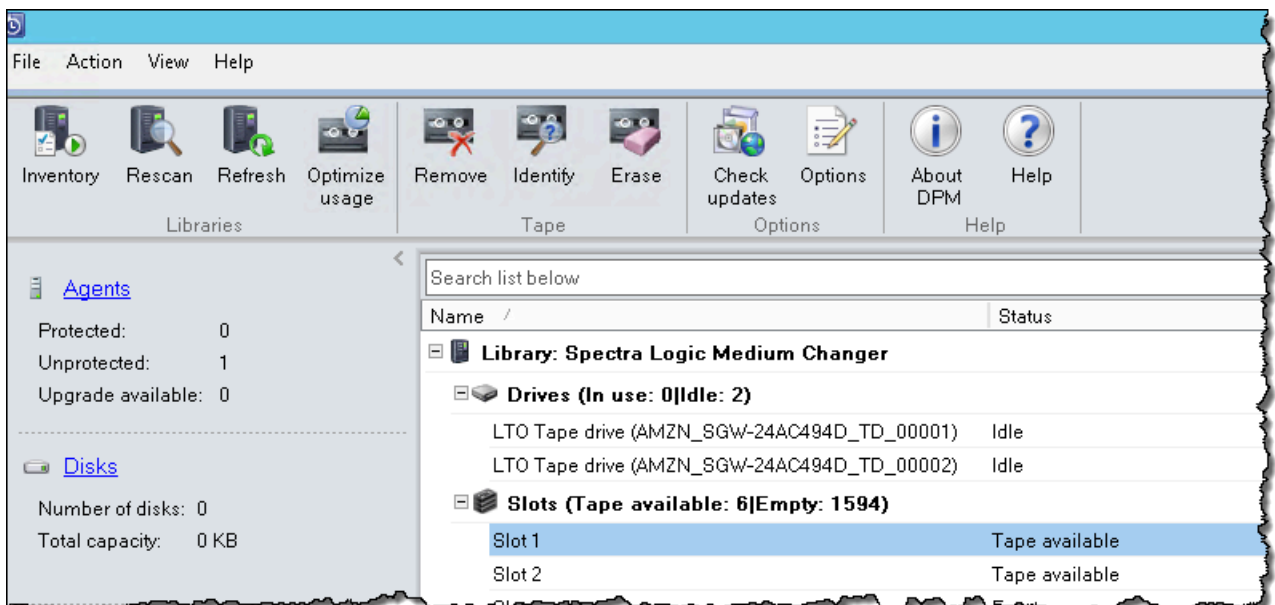 File Action View Help
Inventory Rescan Refresh Optimize usage Remove Identify Erase Check updates Options About DPM Help
Libraries Tape Options Help
Agents
Protected: 0
Unprotected: 1
Upgrade available: 0
Disks
Number of disks: 0
Total capacity: 0 KB
Search list below
Name Status
Library: Spectra Logic Medium Changer
Drives (In use: 0|Idle: 2)
LTO Tape drive (AMZN_SGW-24AC494D_TD_00001) Idle
LTO Tape drive (AMZN_SGW-24AC494D_TD_00002) Idle
Slots (Tape available: 6|Empty: 1594)
Slot 1 Tape available
Slot 2 Tape available